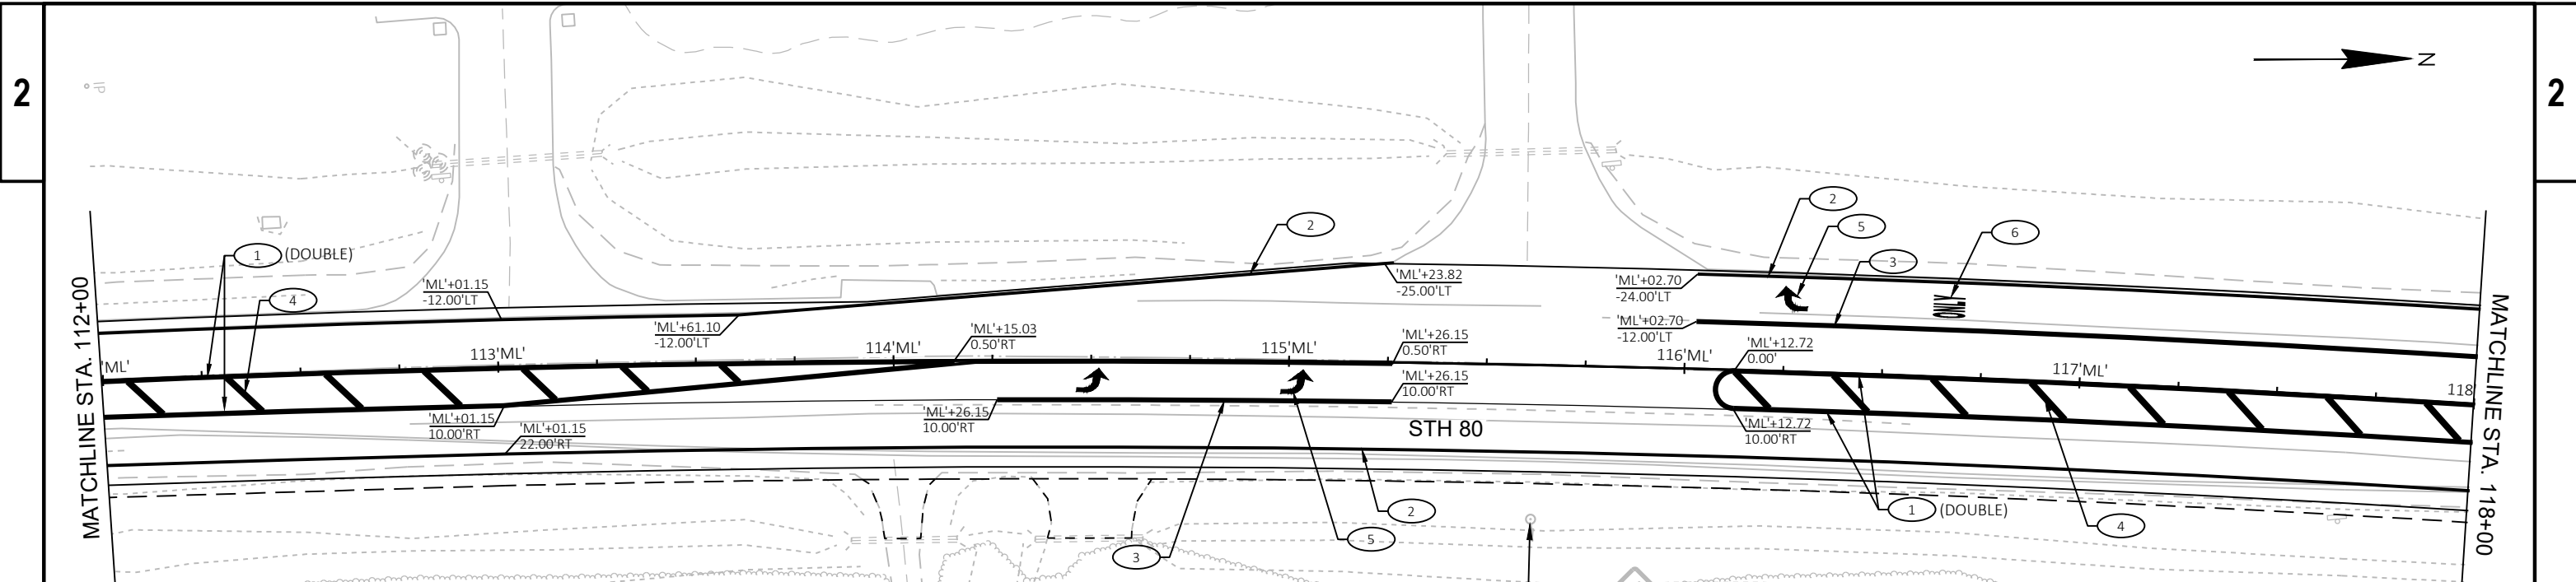 2
2
N
MATCHLINE STA. 112+00
MATCHLINE STA. 118+00
1 (DOUBLE)
4
2
2
5
3
6
'ML'+01.15
-12.00'LT
'ML'+61.10
-12.00'LT
'ML'+23.82
-25.00'LT
'ML'+02.70
-24.00'LT
'ML'+02.70
-12.00'LT
'ML'+15.03
0.50'RT
'ML'+26.15
0.50'RT
'ML'+12.72
0.00'
'ML'
113'ML'
114'ML'
115'ML'
116'ML'
117'ML'
118'
'ML'+01.15
10.00'RT
'ML'+01.15
22.00'RT
'ML'+26.15
10.00'RT
'ML'+26.15
10.00'RT
'ML'+12.72
10.00'RT
STH 80
3
5
2
1 (DOUBLE)
4